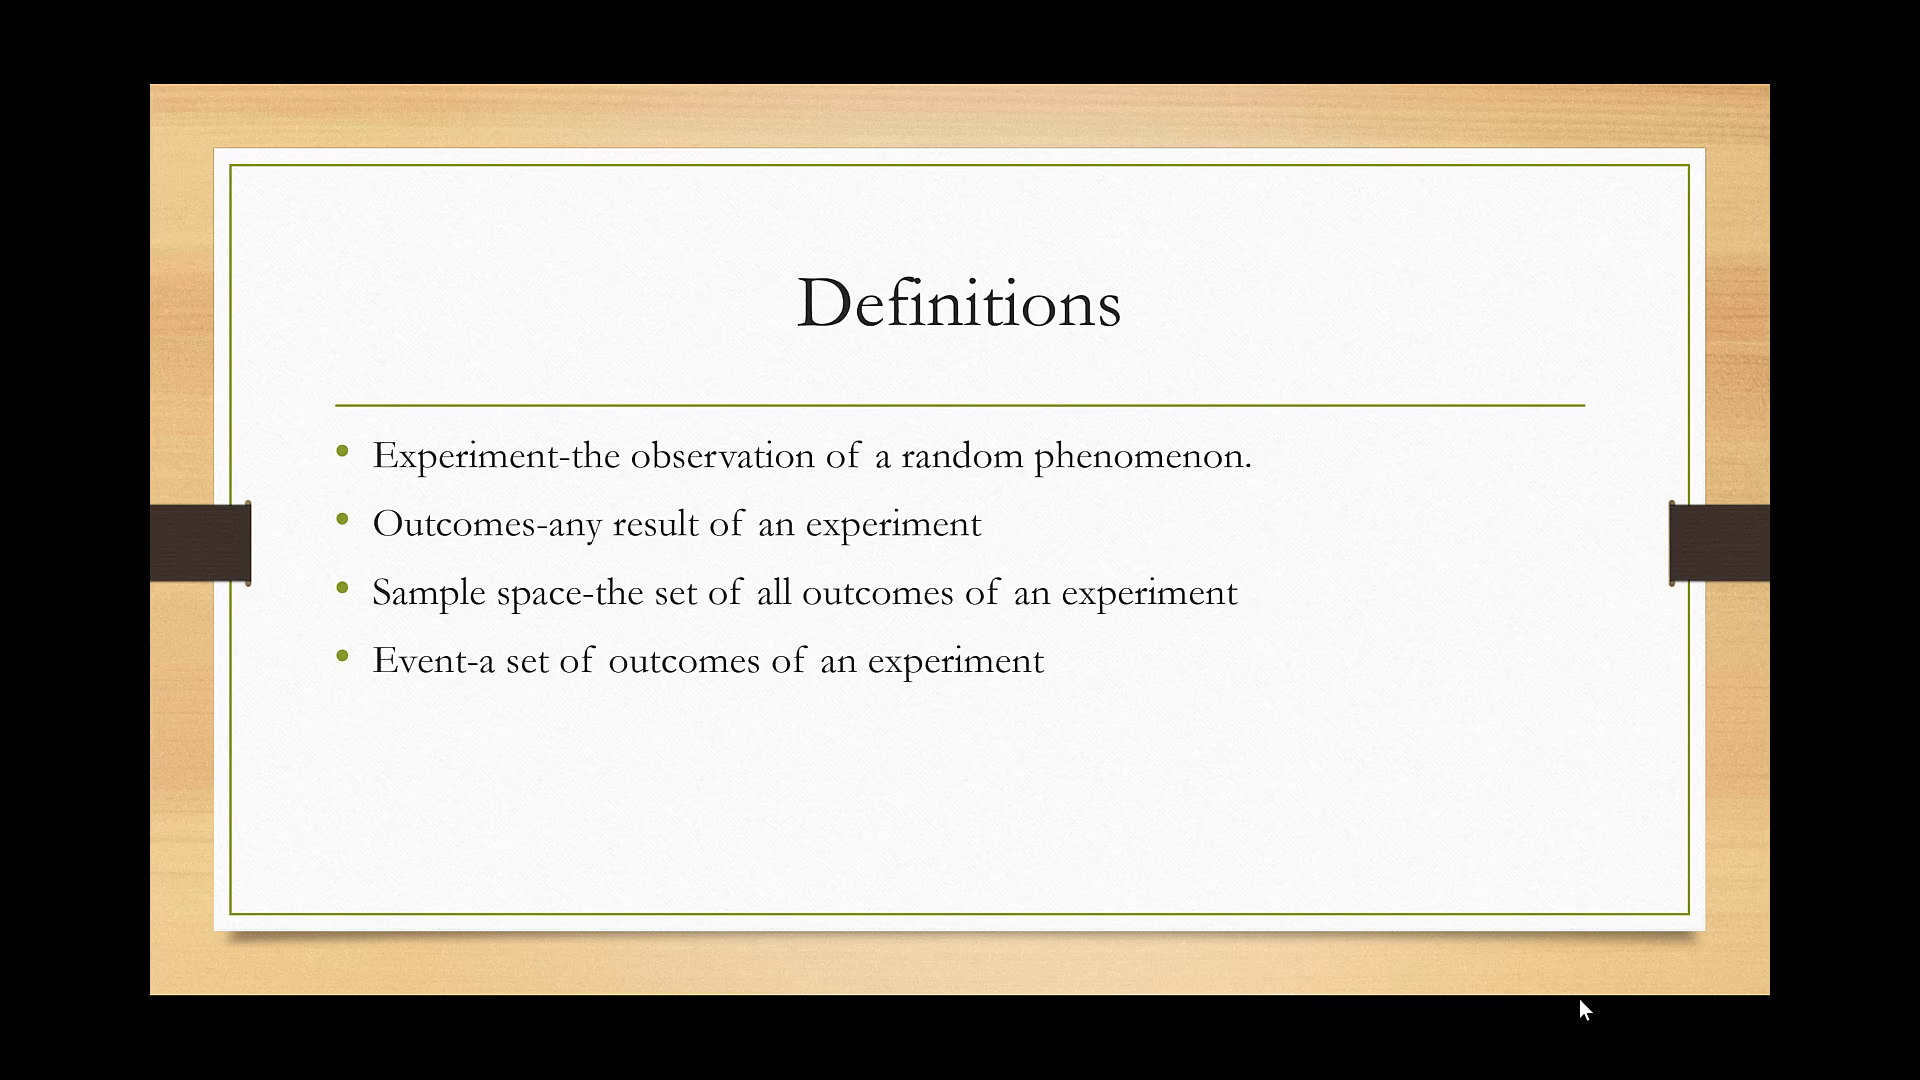 Definitions
Experiment-the observation of a random phenomenon.
Outcomes-any result of an experiment
Sample space-the set of all outcomes of an experiment
Event-a set of outcomes of an experiment